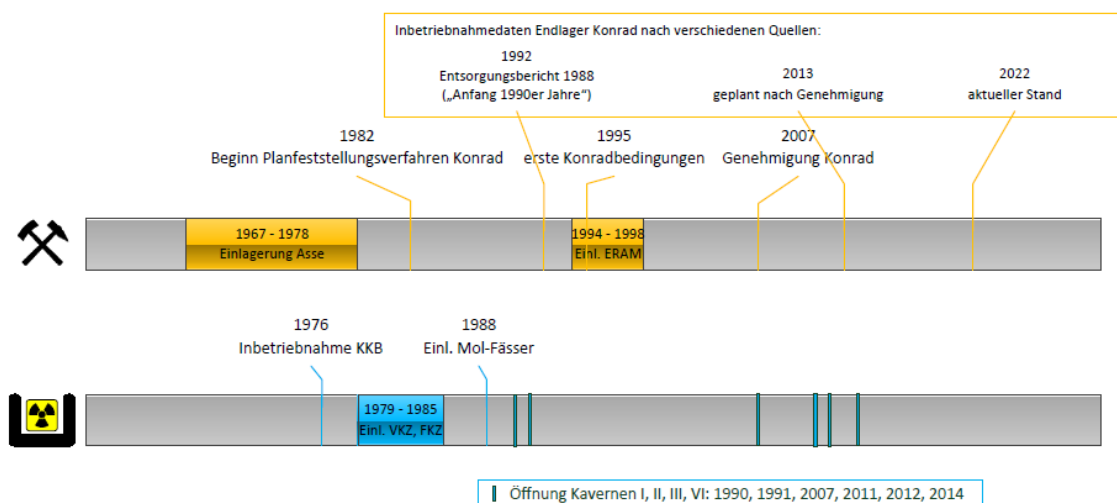 Inbetriebnahmedaten Endlager Konrad nach verschiedenen Quellen:
1992
Entsorgungsbericht 1988
(„Anfang 1990er Jahre“)
2013
geplant nach Genehmigung
2022
aktueller Stand
1982
Beginn Planfeststellungsverfahren Konrad
1995
erste Konradbedingungen
2007
Genehmigung Konrad
1967 - 1978
Einlagerung Asse
1994 - 1998
Einl. ERAM
1976
Inbetriebnahme KKB
1988
Einl. Mol-Fässer
1979 - 1985
Einl. VKZ, FKZ
Öffnung Kavernen I, II, III, VI: 1990, 1991, 2007, 2011, 2012, 2014